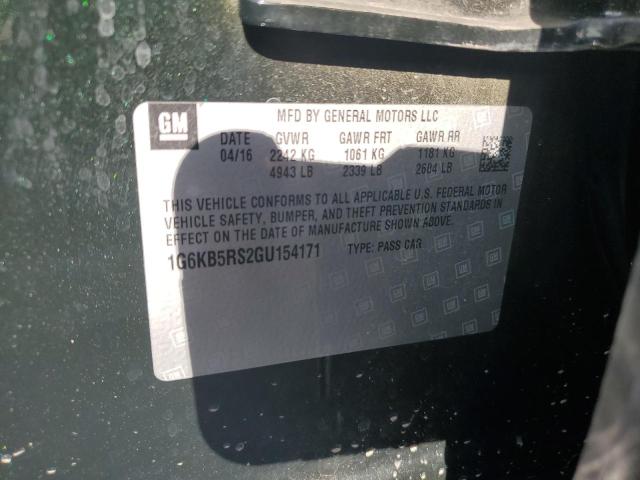 GM
MFD BY GENERAL MOTORS LLC
DATE GVWR GAWR FRT GAWR RR
04/16 2242 KG 1061 KG 1181 KG
4943 LB 2339 LB 2604 LB
THIS VEHICLE CONFORMS TO ALL APPLICABLE U.S. FEDERAL MOTOR
VEHICLE SAFETY, BUMPER, AND THEFT PREVENTION STANDARDS IN
EFFECT ON THE DATE OF MANUFACTURE SHOWN ABOVE.
1G6KB5RS2GU154171 TYPE: PASS CAR